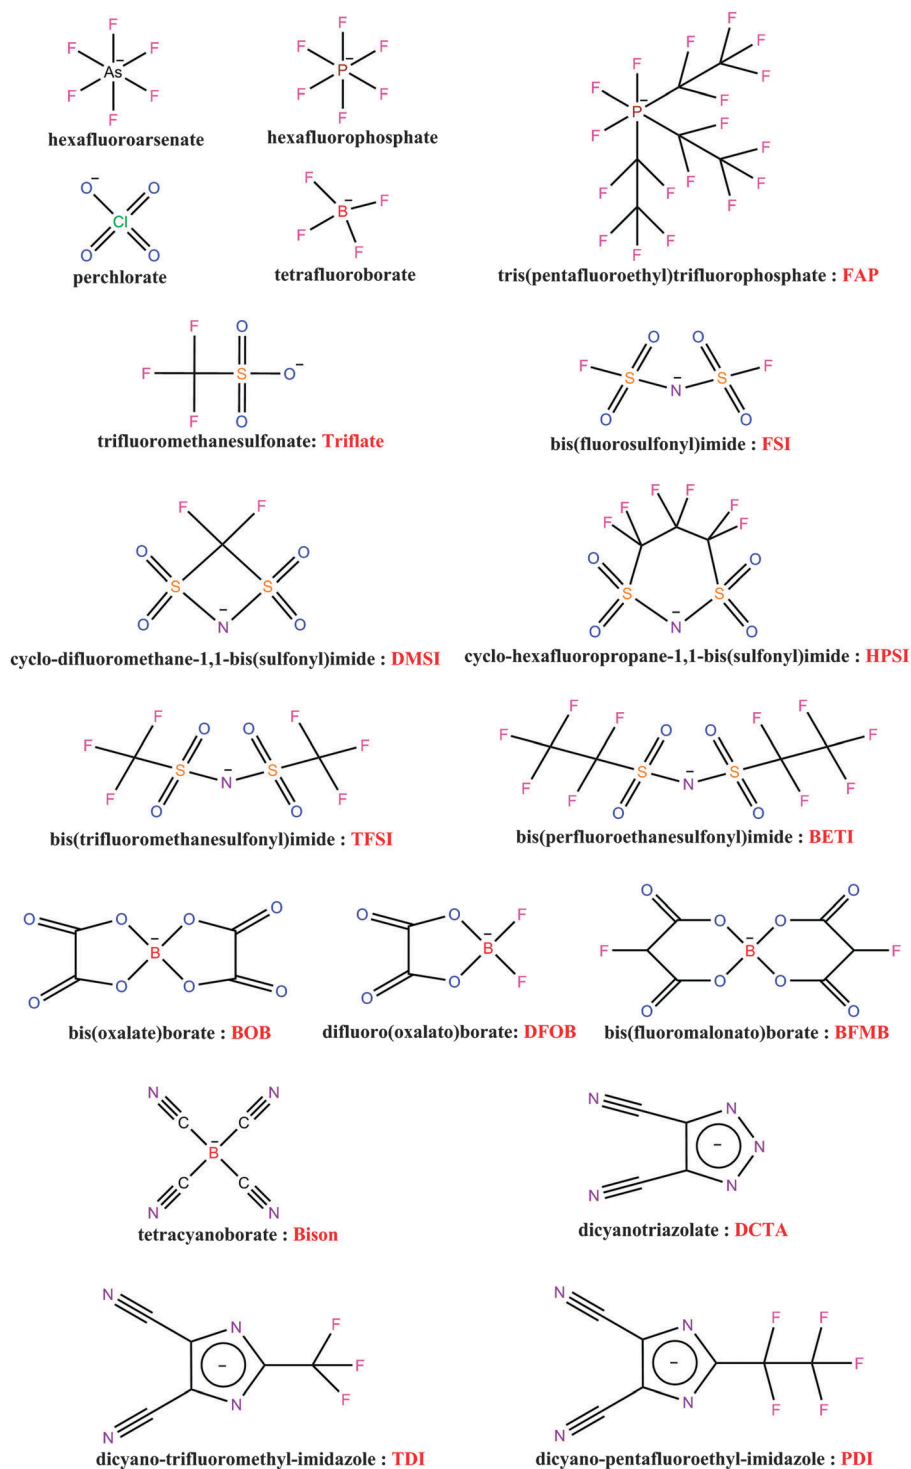 F F F F F F As −
hexafluoroarsenate
F F F F F F P −
hexafluorophosphate
F F F F F F F F F F F F F F F F F F P −
tris(pentafluoroethyl)trifluorophosphate : FAP
O − O O O Cl
perchlorate
F F F F B −
tetrafluoroborate
F F F O S O − O
trifluoromethanesulfonate: Triflate
O O F S N − S F O O
bis(fluorosulfonyl)imide : FSI
F F O O S S O O N −
cyclo-difluoromethane-1,1-bis(sulfonyl)imide : DMSI
F F F F F F O O S S O O N −
cyclo-hexafluoropropane-1,1-bis(sulfonyl)imide : HPSI
F F F O O S N − S O O F F F
bis(trifluoromethanesulfonyl)imide : TFSI
F F F F F O O S N − S O O F F F F F
bis(perfluoroethanesulfonyl)imide : BETI
O O O O B − O O O O
bis(oxalate)borate : BOB
O O O O B − F F
difluoro(oxalato)borate : DFOB
O O O O F B − F O O O O
bis(fluoromalonato)borate : BFMB
N N C C B − C C N N
tetracyanoborate : Bison
N N N N N −
dicyanotriazolate : DCTA
N N N N − F F F
dicyano-trifluoromethyl-imidazole : TDI
N N N N − F F F F F
dicyano-pentafluoroethyl-imidazole : PDI